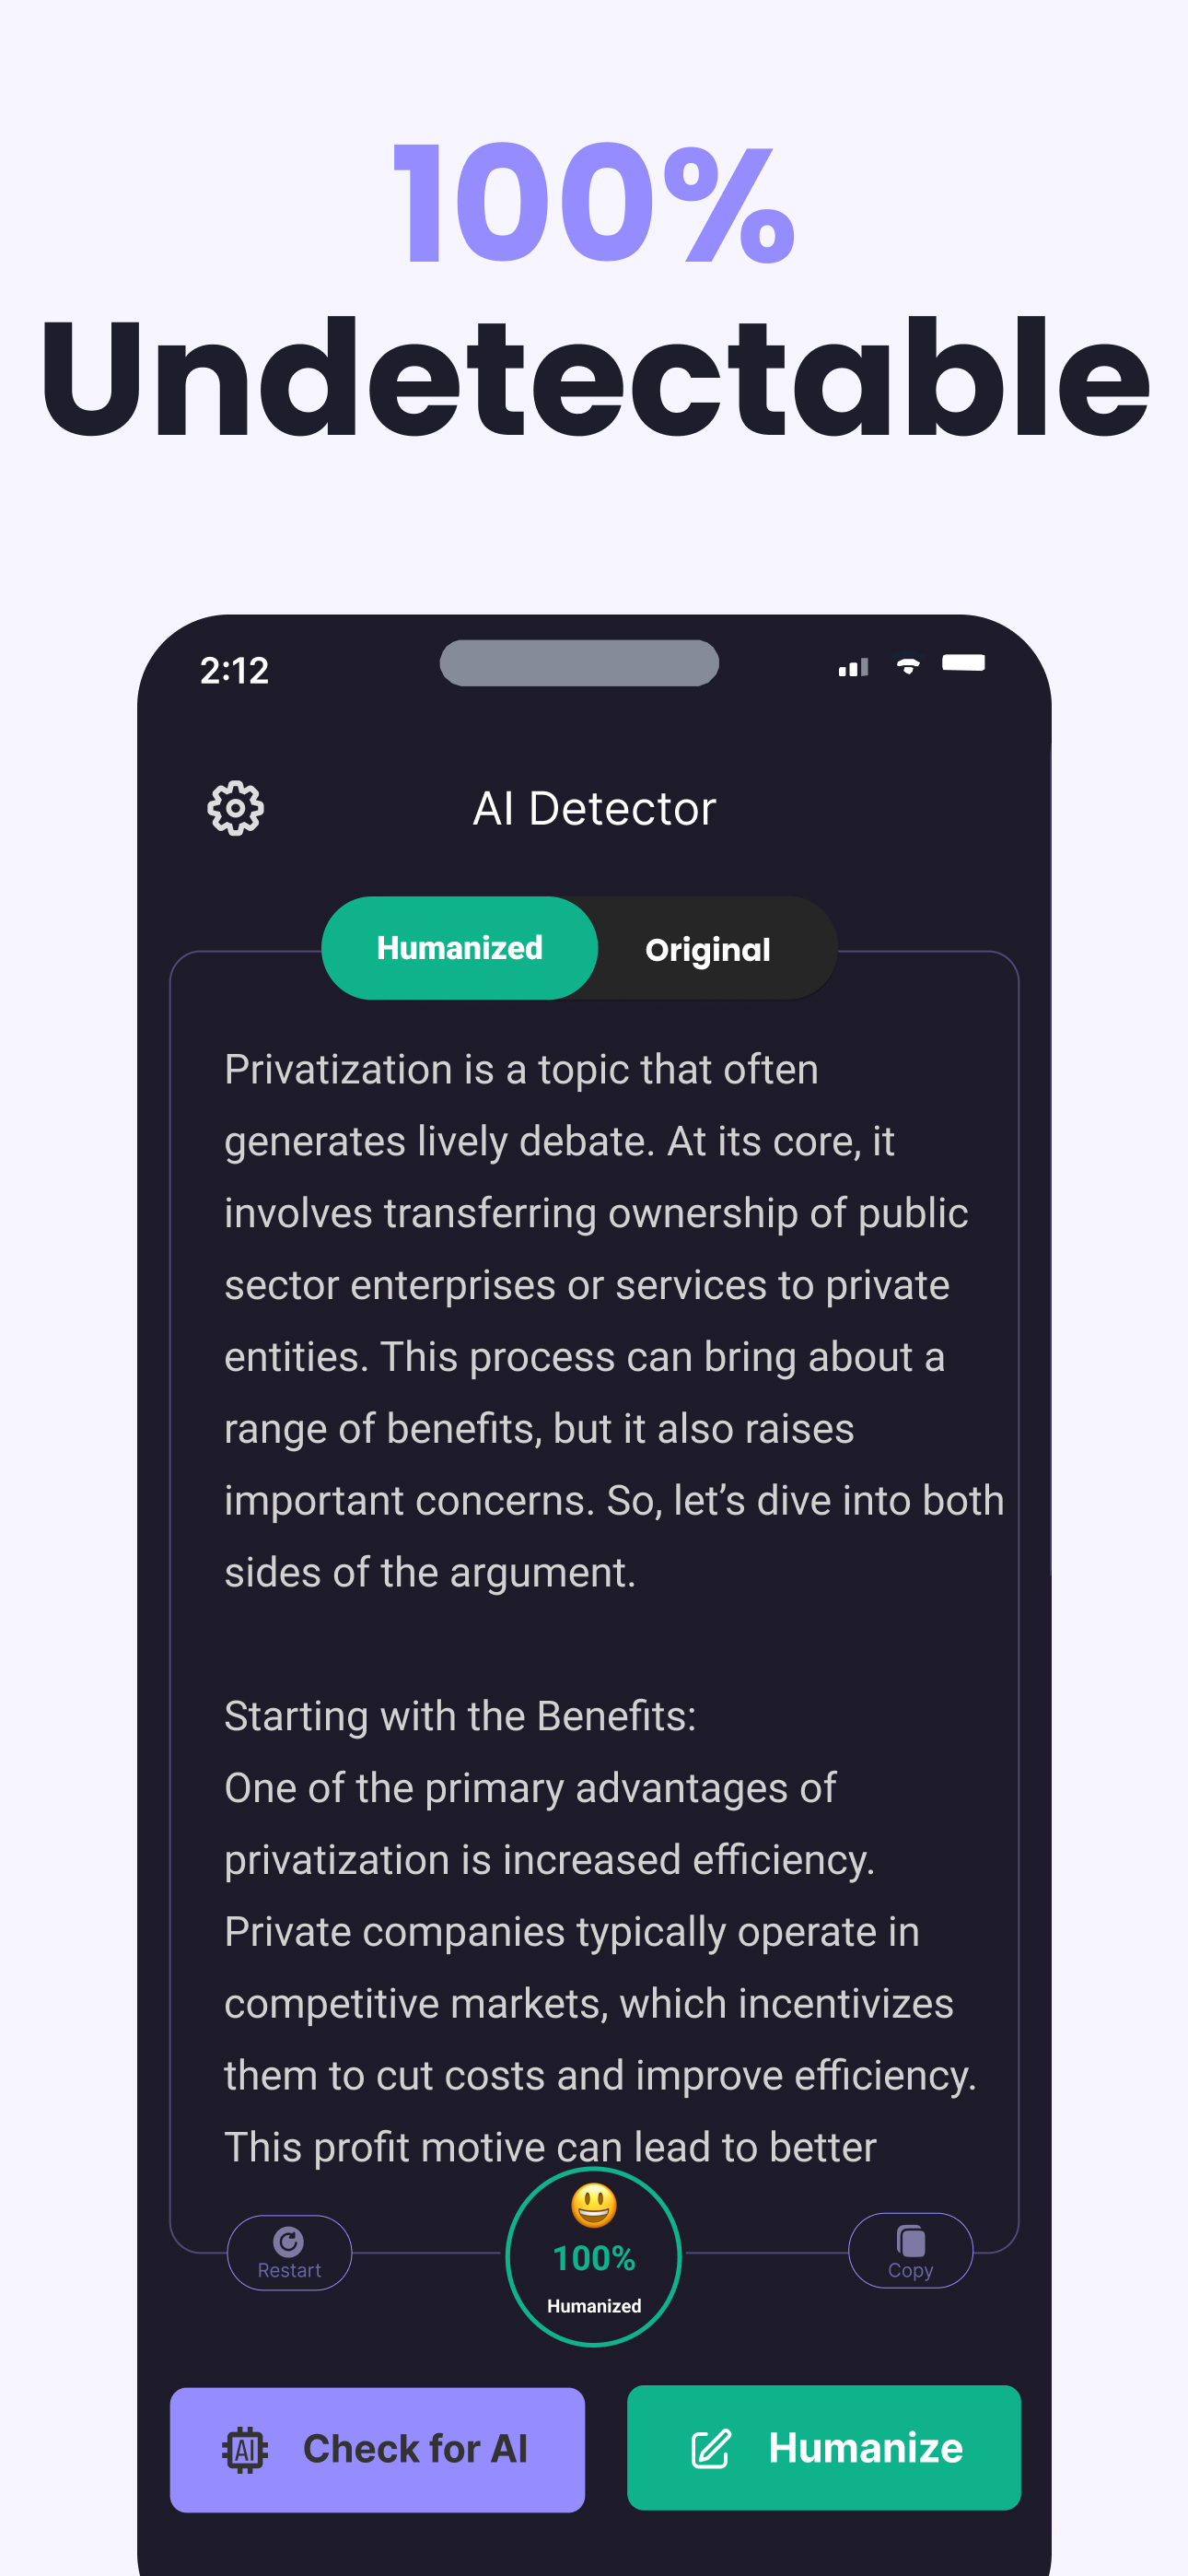 100%
Undetectable
2:12
AI Detector
Humanized
Original
Privatization is a topic that often
generates lively debate. At its core, it
involves transferring ownership of public
sector enterprises or services to private
entities. This process can bring about a
range of benefits, but it also raises
important concerns. So, let’s dive into both
sides of the argument.
Starting with the Benefits:
One of the primary advantages of
privatization is increased efficiency.
Private companies typically operate in
competitive markets, which incentivizes
them to cut costs and improve efficiency.
This profit motive can lead to better
Restart
100%
Humanized
Copy
AI
Check for AI
Humanize